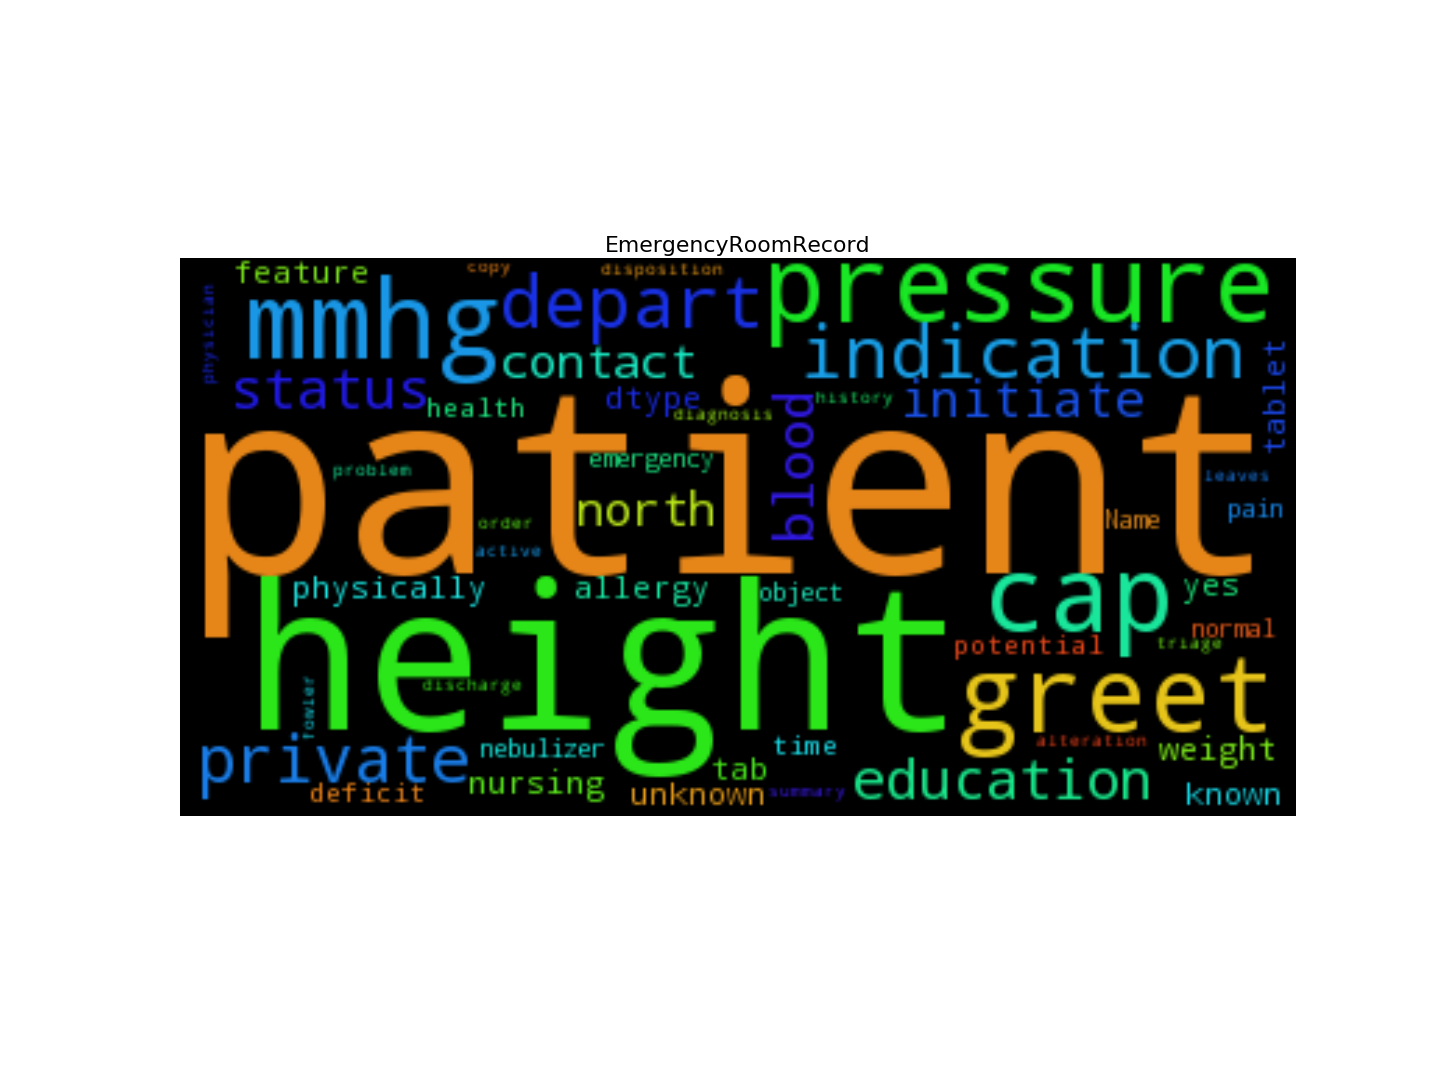 EmergencyRoomRecord
feature
copy
disposition
pressure
physician
mmhg
depart
contact
indication
status
health
dtype
diagnosis
blood
history
initiate
tablet
patient
problem
emergency
north
order
active
leaves
pain
Name
height
physically
allergy
object
cap
yes
normal
potential
triage
discharge
fowler
greet
private
nebulizer
time
alteration
weight
deficit
nursing
tab
unknown
summary
education
known